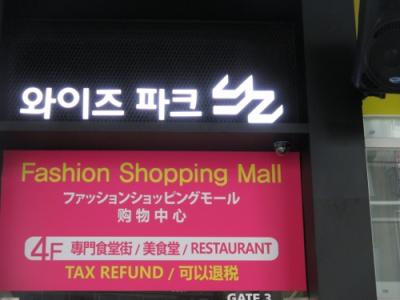 와이즈 파크 YZ
Fashion Shopping Mall
ファッションショッピングモール
购物中心
4F 専門食堂街 / 美食堂 / RESTAURANT
TAX REFUND / 可以退税
GATE 3